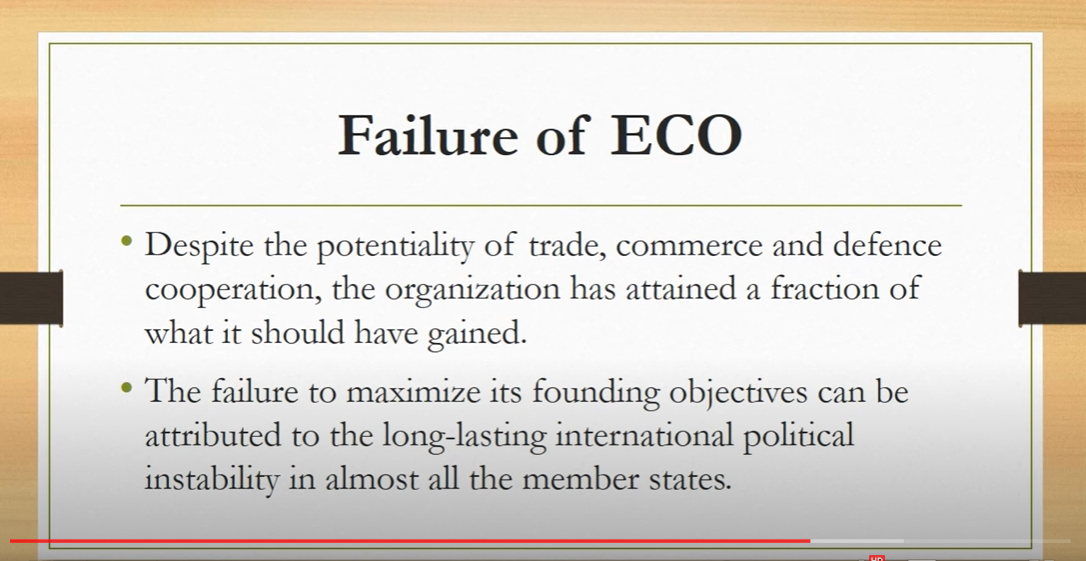 Failure of ECO
• Despite the potentiality of trade, commerce and defence
cooperation, the organization has attained a fraction of
what it should have gained.
• The failure to maximize its founding objectives can be
attributed to the long-lasting international political
instability in almost all the member states.
HD